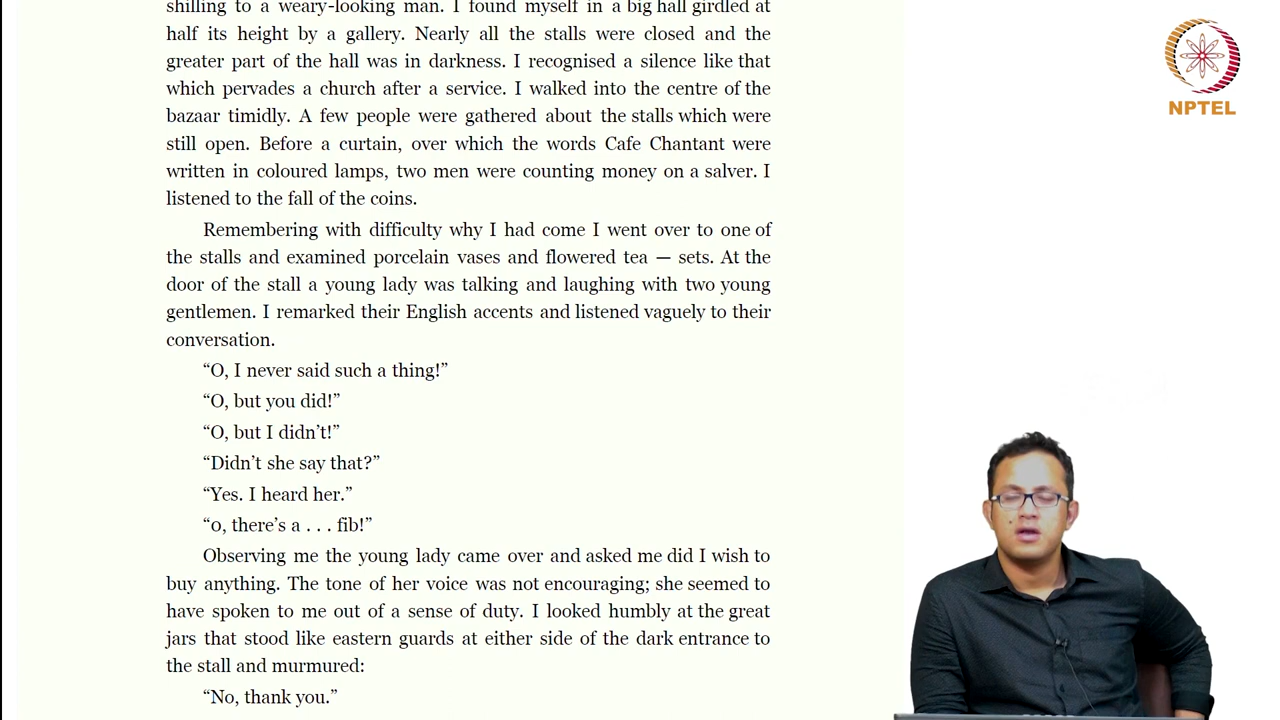 shilling to a weary-looking man. I found myself in a big hall girdled at
half its height by a gallery. Nearly all the stalls were closed and the
greater part of the hall was in darkness. I recognised a silence like that
which pervades a church after a service. I walked into the centre of the
bazaar timidly. A few people were gathered about the stalls which were
still open. Before a curtain, over which the words Cafe Chantant were
written in coloured lamps, two men were counting money on a salver. I
listened to the fall of the coins.
Remembering with difficulty why I had come I went over to one of
the stalls and examined porcelain vases and flowered tea — sets. At the
door of the stall a young lady was talking and laughing with two young
gentlemen. I remarked their English accents and listened vaguely to their
conversation.
“O, I never said such a thing!”
“O, but you did!”
“O, but I didn’t!”
“Didn’t she say that?”
“Yes. I heard her.”
“o, there’s a . . . fib!”
Observing me the young lady came over and asked me did I wish to
buy anything. The tone of her voice was not encouraging; she seemed to
have spoken to me out of a sense of duty. I looked humbly at the great
jars that stood like eastern guards at either side of the dark entrance to
the stall and murmured:
“No, thank you.”
NPTEL